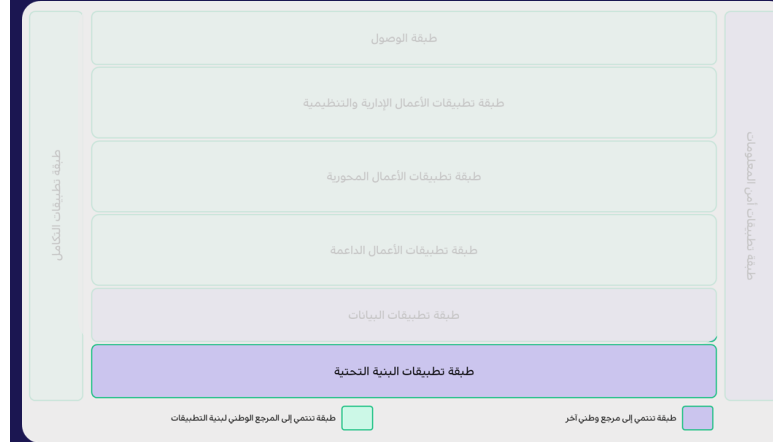 طبقة الوصول
طبقة تطبيقات الأعمال الإدارية والتنظيمية
طبقة تطبيقات الأعمال المحورية
طبقة تطبيقات الأعمال الداعمة
طبقة تطبيقات البيانات
طبقة تطبيقات البنية التحتية
طبقة تطبيقات أمن المعلومات
طبقة تطبيقات التكامل
طبقة تنتمي إلى مرجع وطني آخر
طبقة تنتمي إلى المرجع الوطني لبنية التطبيقات